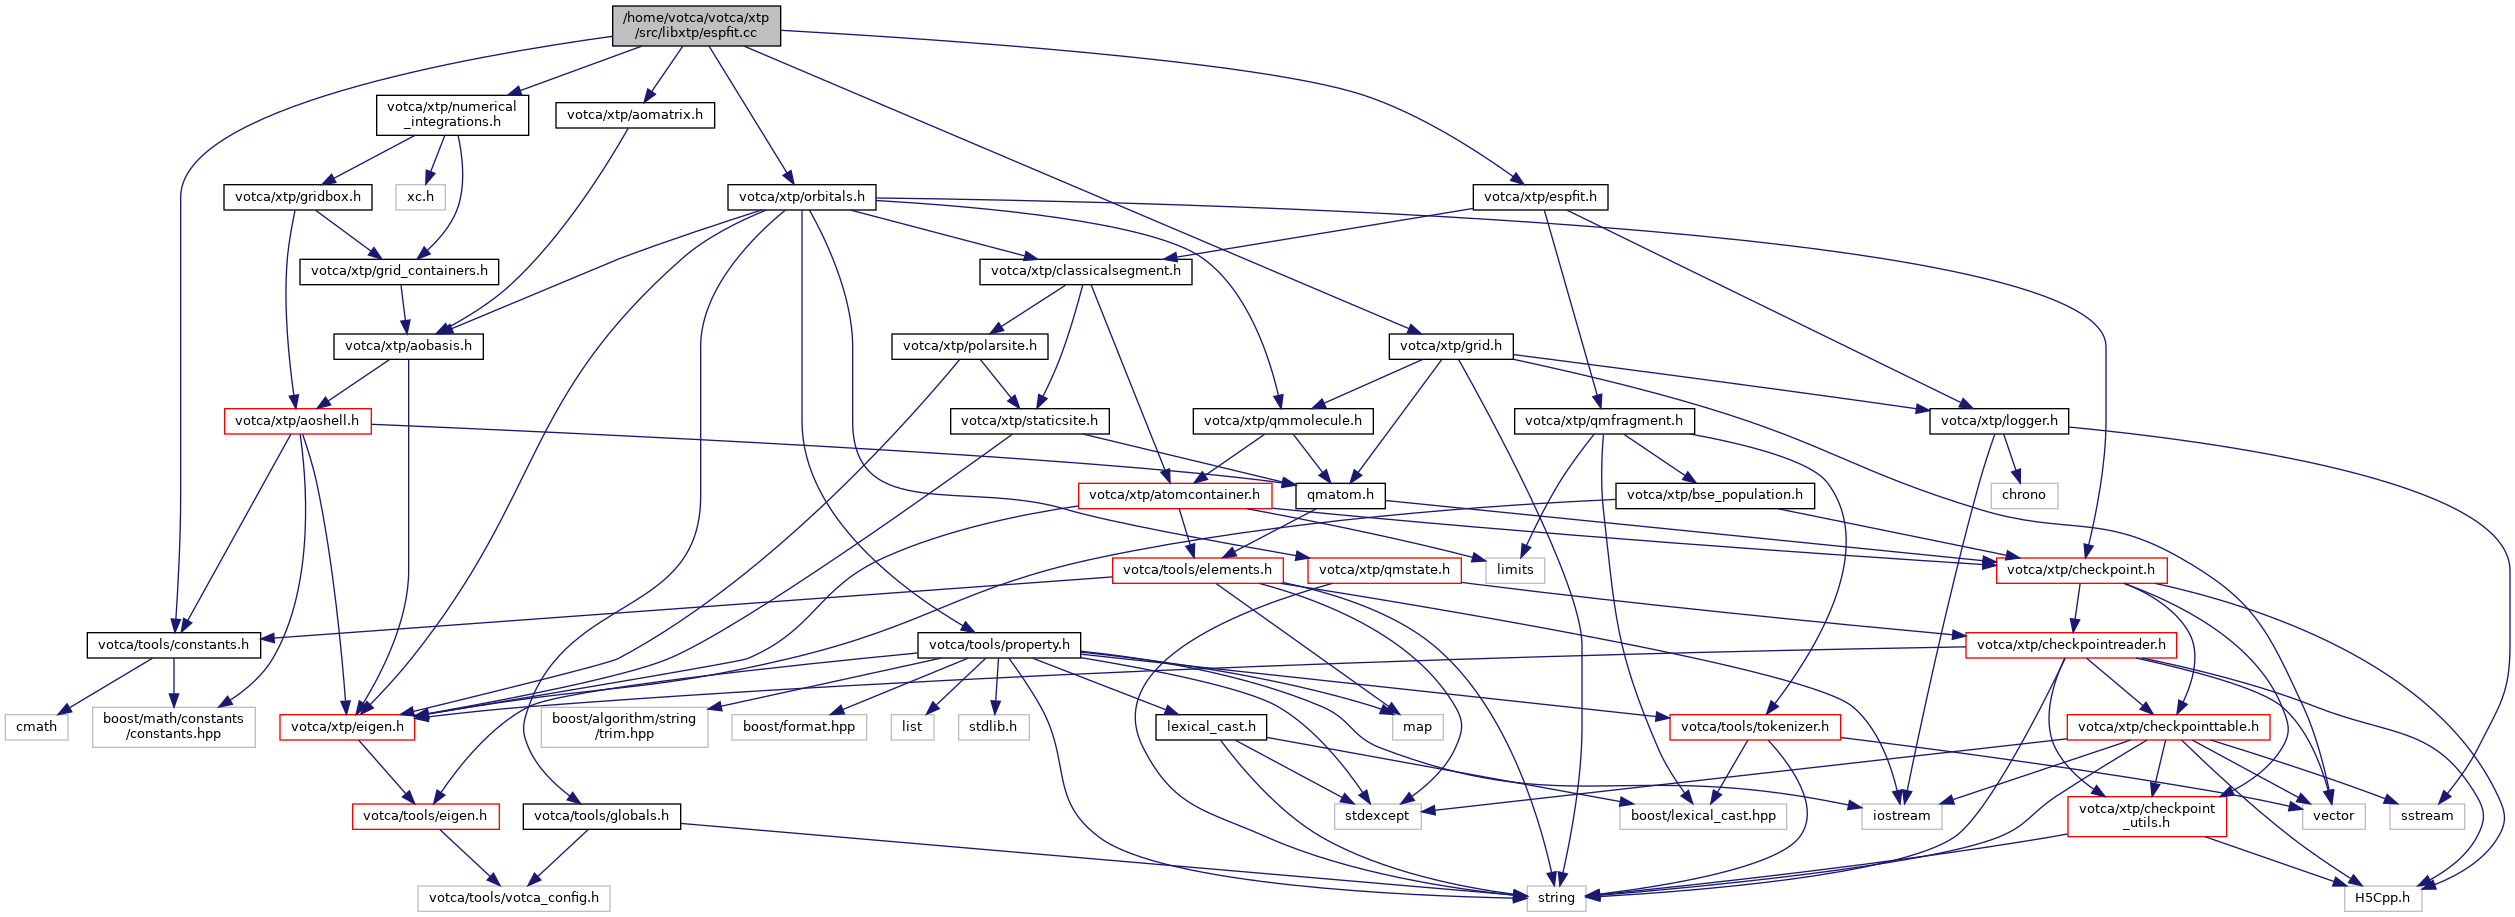 /home/votca/votca/xtp
/src/libxtp/espfit.cc
votca/xtp/numerical
_integrations.h
votca/xtp/aomatrix.h
votca/xtp/gridbox.h
xc.h
votca/xtp/orbitals.h
votca/xtp/espfit.h
votca/xtp/grid_containers.h
votca/xtp/classicalsegment.h
votca/xtp/aobasis.h
votca/xtp/polarsite.h
votca/xtp/grid.h
votca/xtp/aoshell.h
votca/xtp/staticsite.h
votca/xtp/qmmolecule.h
votca/xtp/qmfragment.h
votca/xtp/logger.h
votca/xtp/atomcontainer.h
qmatom.h
votca/xtp/bse_population.h
chrono
votca/tools/elements.h
votca/xtp/qmstate.h
limits
votca/xtp/checkpoint.h
votca/tools/constants.h
votca/tools/property.h
votca/xtp/checkpointreader.h
cmath
boost/math/constants
/constants.hpp
votca/xtp/eigen.h
boost/algorithm/string
/trim.hpp
boost/format.hpp
list
stdlib.h
lexical_cast.h
map
votca/tools/tokenizer.h
votca/xtp/checkpointtable.h
votca/tools/eigen.h
votca/tools/globals.h
stdexcept
boost/lexical_cast.hpp
iostream
votca/xtp/checkpoint
_utils.h
vector
sstream
votca/tools/votca_config.h
string
H5Cpp.h